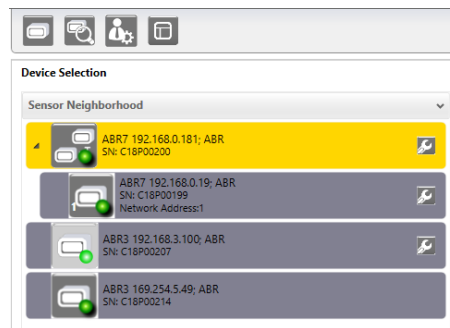 Device Selection
Sensor Neighborhood
ABR7 192.168.0.181; ABR
SN: C18P00200
ABR7 192.168.0.19; ABR
SN: C18P00199
Network Address:1
1
ABR3 192.168.3.100; ABR
SN: C18P00207
ABR3 169.254.5.49; ABR
SN: C18P00214